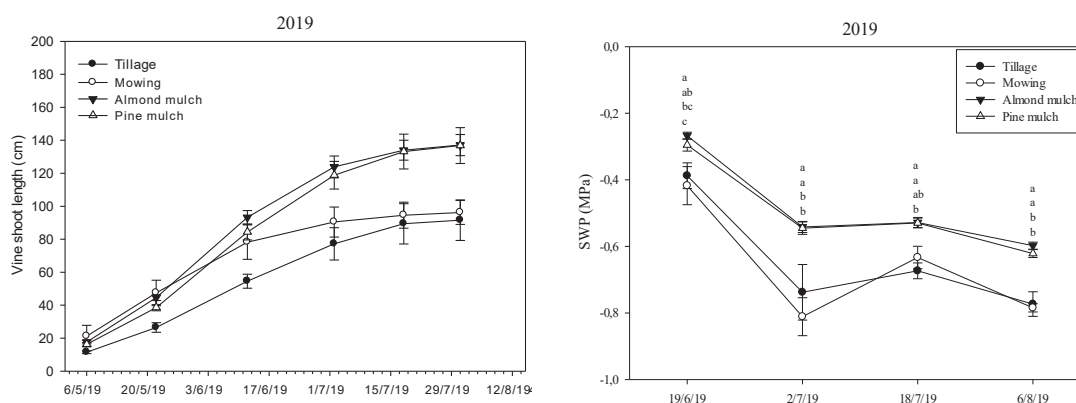 2019
Vine shoot length (cm)
200
180
160
140
120
100
80
60
40
20
0
Tillage
Mowing
Almond mulch
Pine mulch
6/5/19 20/5/19 3/6/19 17/6/19 1/7/19 15/7/19 29/7/19 12/8/19
2019
SWP (MPa)
0,0
-0,2
-0,4
-0,6
-0,8
-1,0
Tillage
Mowing
Almond mulch
Pine mulch
a
ab
bc
c
a
a
b
b
a
a
ab
b
a
a
b
b
19/6/19 2/7/19 18/7/19 6/8/19